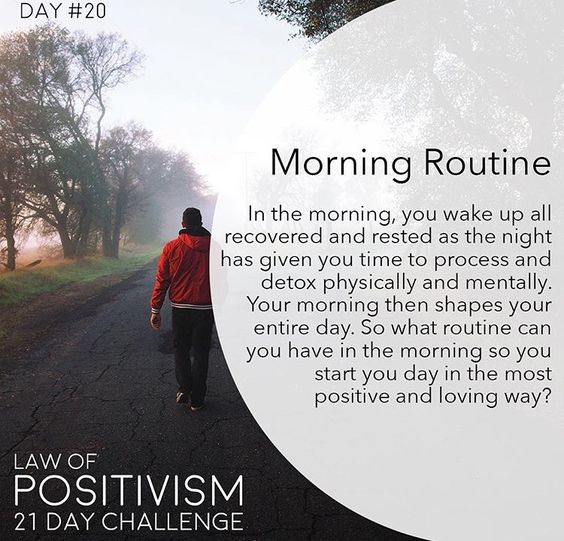 DAY #20
Morning Routine
In the morning, you wake up all
recovered and rested as the night
has given you time to process and
detox physically and mentally.
Your morning then shapes your
entire day. So what routine can
you have in the morning so you
start you day in the most
positive and loving way?
LAW OF
POSITIVISM
21 DAY CHALLENGE